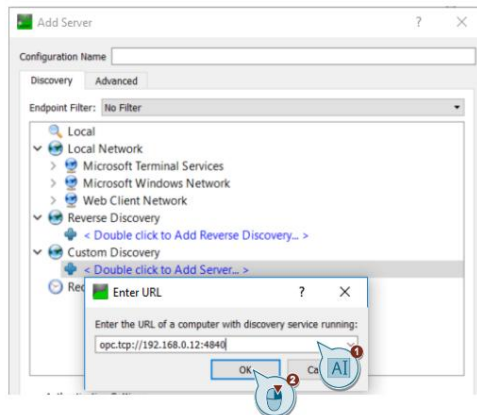 Add Server
?
Configuration Name
Discovery
Advanced
Endpoint Filter: No Filter
Local
Local Network
Microsoft Terminal Services
Microsoft Windows Network
Web Client Network
Reverse Discovery
< Double click to Add Reverse Discovery... >
Custom Discovery
< Double click to Add Server... >
Rec
Enter URL
?
Enter the URL of a computer with discovery service running:
opc.tcp://192.168.0.12:4840
1
OK
Ca
AI
2